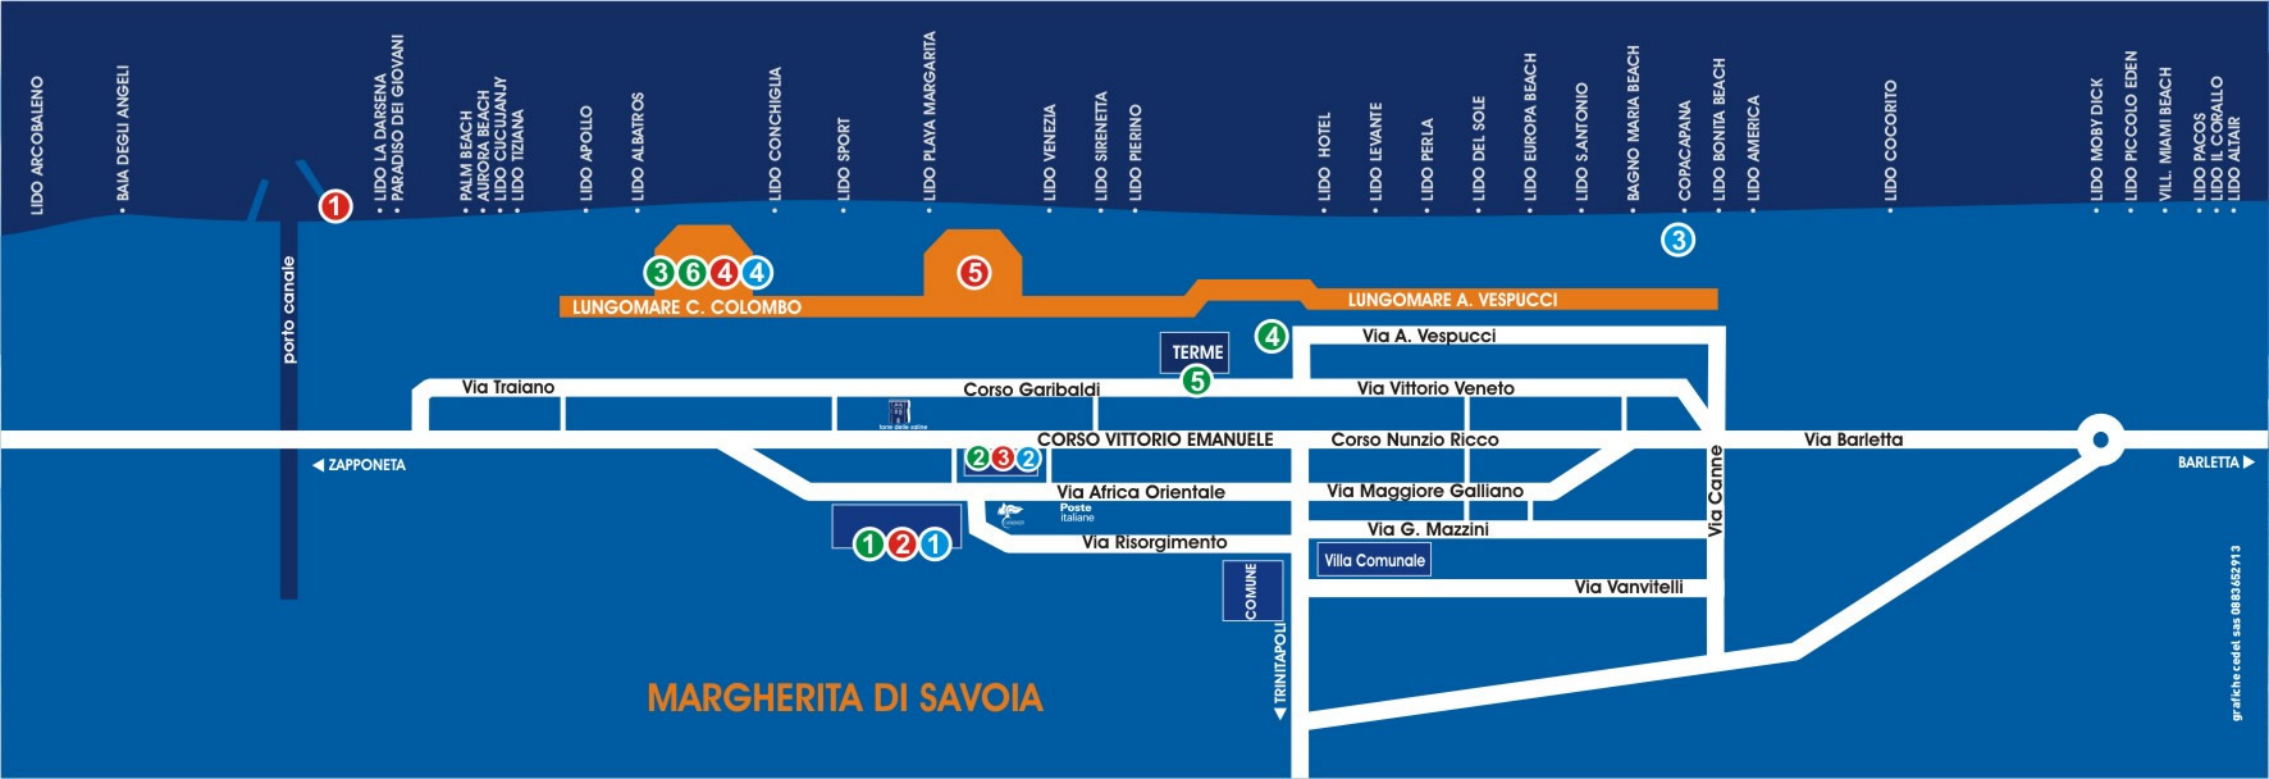 LIDO ARCOBALENO
BAIA DEGLI ANGELI
LIDO LA DARSENA
PARADISO DEI GIOVANI
PALM BEACH
AURORA BEACH
LIDO CUCUJANJY
LIDO TIZIANA
LIDO APOLLO
LIDO ALBATROS
LIDO CONCHIGLIA
LIDO SPORT
LIDO PLAYA MARGARITA
LIDO VENEZIA
LIDO SIRENETTA
LIDO PIERINO
LIDO HOTEL
LIDO LEVANTE
LIDO PERLA
LIDO DEL SOLE
LIDO EUROPA BEACH
LIDO S.ANTONIO
BAGNO MARIA BEACH
COPACAPANA
LIDO BONITA BEACH
LIDO AMERICA
LIDO COCORITO
LIDO MOBY DICK
LIDO PICCOLO EDEN
VILL. MIAMI BEACH
LIDO PACOS
LIDO IL CORALLO
LIDO ALTAIR
1
3
3 6 4 4
5
porto canale
LUNGOMARE C. COLOMBO
LUNGOMARE A. VESPUCCI
4
Via A. Vespucci
TERME
5
Via Traiano
Corso Garibaldi
Via Vittorio Veneto
torre delle saline
CORSO VITTORIO EMANUELE
Corso Nunzio Ricco
Via Barletta
2 3 2
ZAPPONETA
BARLETTA
Via Africa Orientale
Via Maggiore Galliano
Via Canne
Poste
italiane
Via G. Mazzini
1 2 1
Via Risorgimento
Villa Comunale
COMUNE
Via Vanvitelli
TRINITAPOLI
MARGHERITA DI SAVOIA
grafiche cedel sas 0883652913